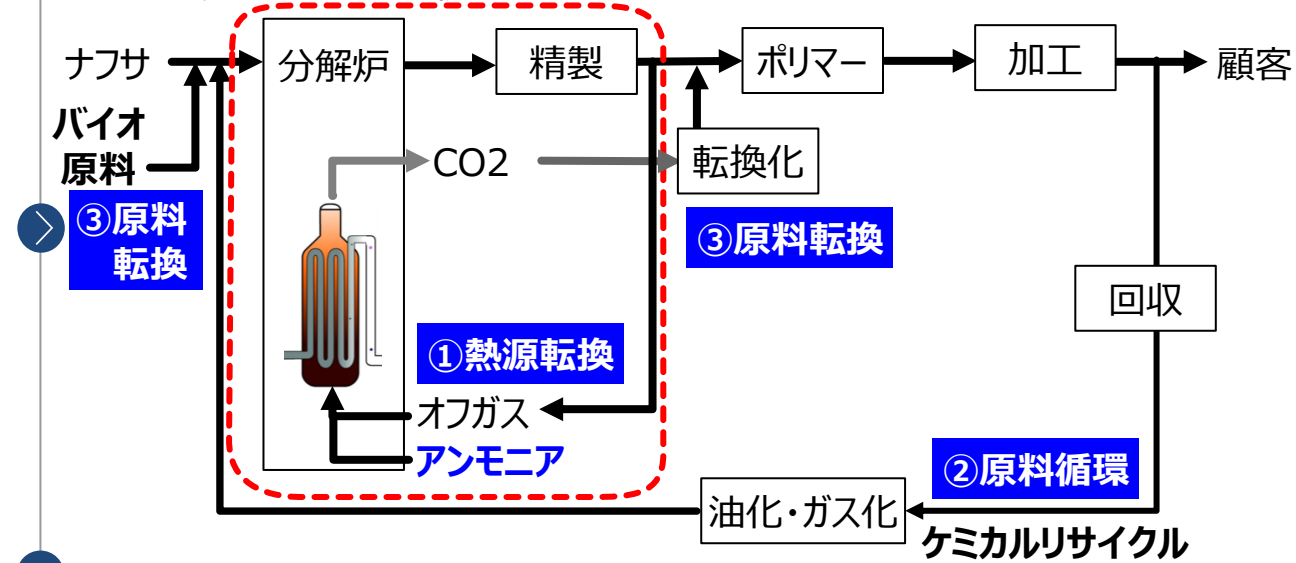 ナフサ
分解炉
精製
ポリマー
加工
顧客
バイオ
原料
CO2
転換化
③原料
転換
③原料転換
回収
①熱源転換
オフガス
アンモニア
②原料循環
油化・ガス化
ケミカルリサイクル